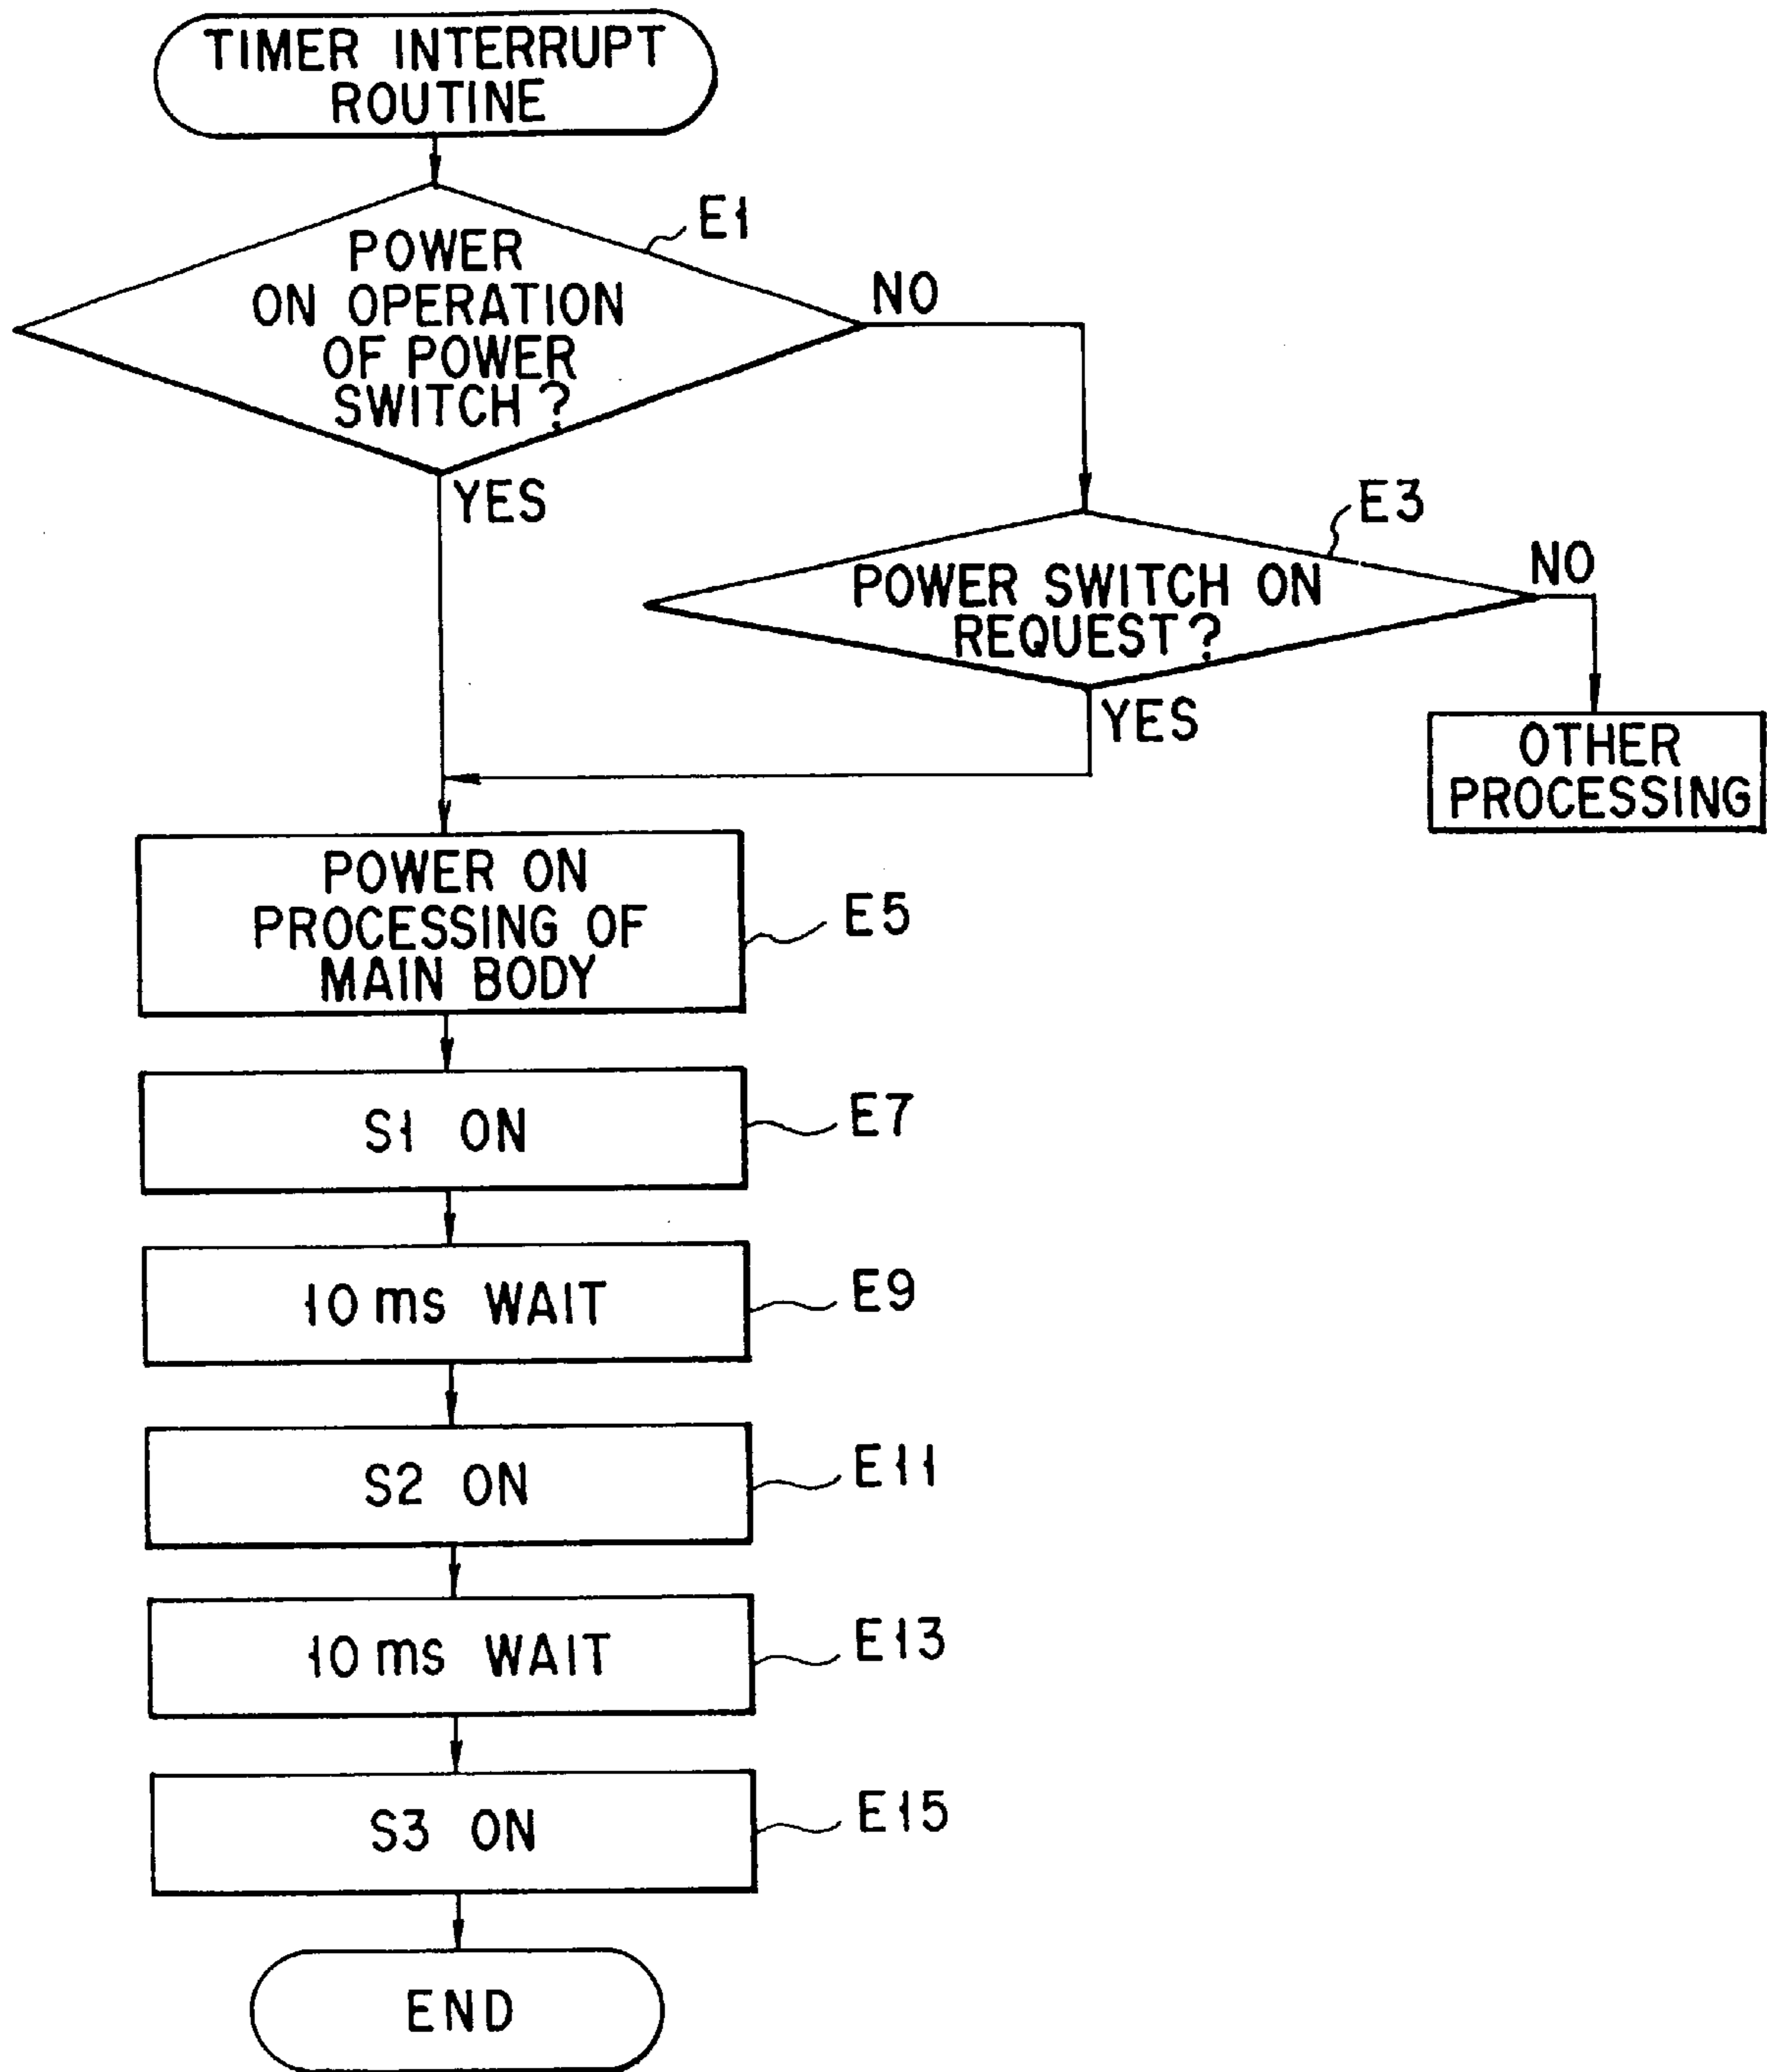 TIMER INTERRUPT
ROUTINE
E1
POWER
ON OPERATION
OF POWER
SWITCH?
NO
YES
E3
POWER SWITCH ON
REQUEST?
NO
YES
OTHER
PROCESSING
POWER ON
PROCESSING OF
MAIN BODY
E5
S1 ON
E7
10 ms WAIT
E9
S2 ON
E11
10 ms WAIT
E13
S3 ON
E15
END